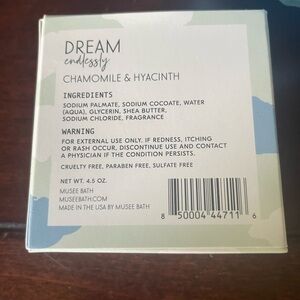 DREAM
endlessly
CHAMOMILE & HYACINTH
INGREDIENTS
SODIUM PALMATE, SODIUM COCOATE, WATER
(AQUA), GLYCERIN, SHEA BUTTER,
SODIUM CHLORIDE, FRAGRANCE
WARNING
FOR EXTERNAL USE ONLY. IF REDNESS, ITCHING
OR RASH OCCUR, DISCONTINUE USE AND CONTACT
A PHYSICIAN IF THE CONDITION PERSISTS.
CRUELTY FREE, PARABEN FREE, SULFATE FREE
NET WT. 4.5 OZ.
MUSEE BATH
MUSEEBATH.COM
MADE IN THE USA BY MUSEE BATH
8 50004 44711 6